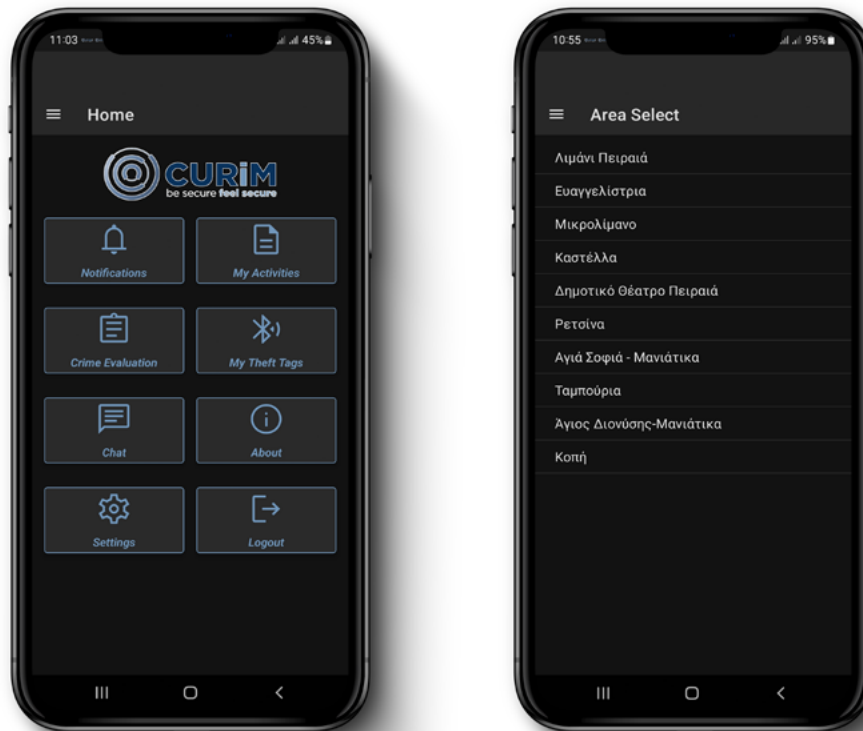 11:03
45%
Home
CURiM
be secure feel secure
Notifications
My Activities
Crime Evaluation
My Theft Tags
Chat
About
Settings
Logout
10:55
95%
Area Select
Λιμάνι Πειραιά
Ευαγγελίστρια
Μικρολίμανο
Καστέλλα
Δημοτικό Θέατρο Πειραιά
Ρετσίνα
Αγιά Σοφιά - Μανιάτικα
Ταμπούρια
Άγιος Διονύσης-Μανιάτικα
Κοπή